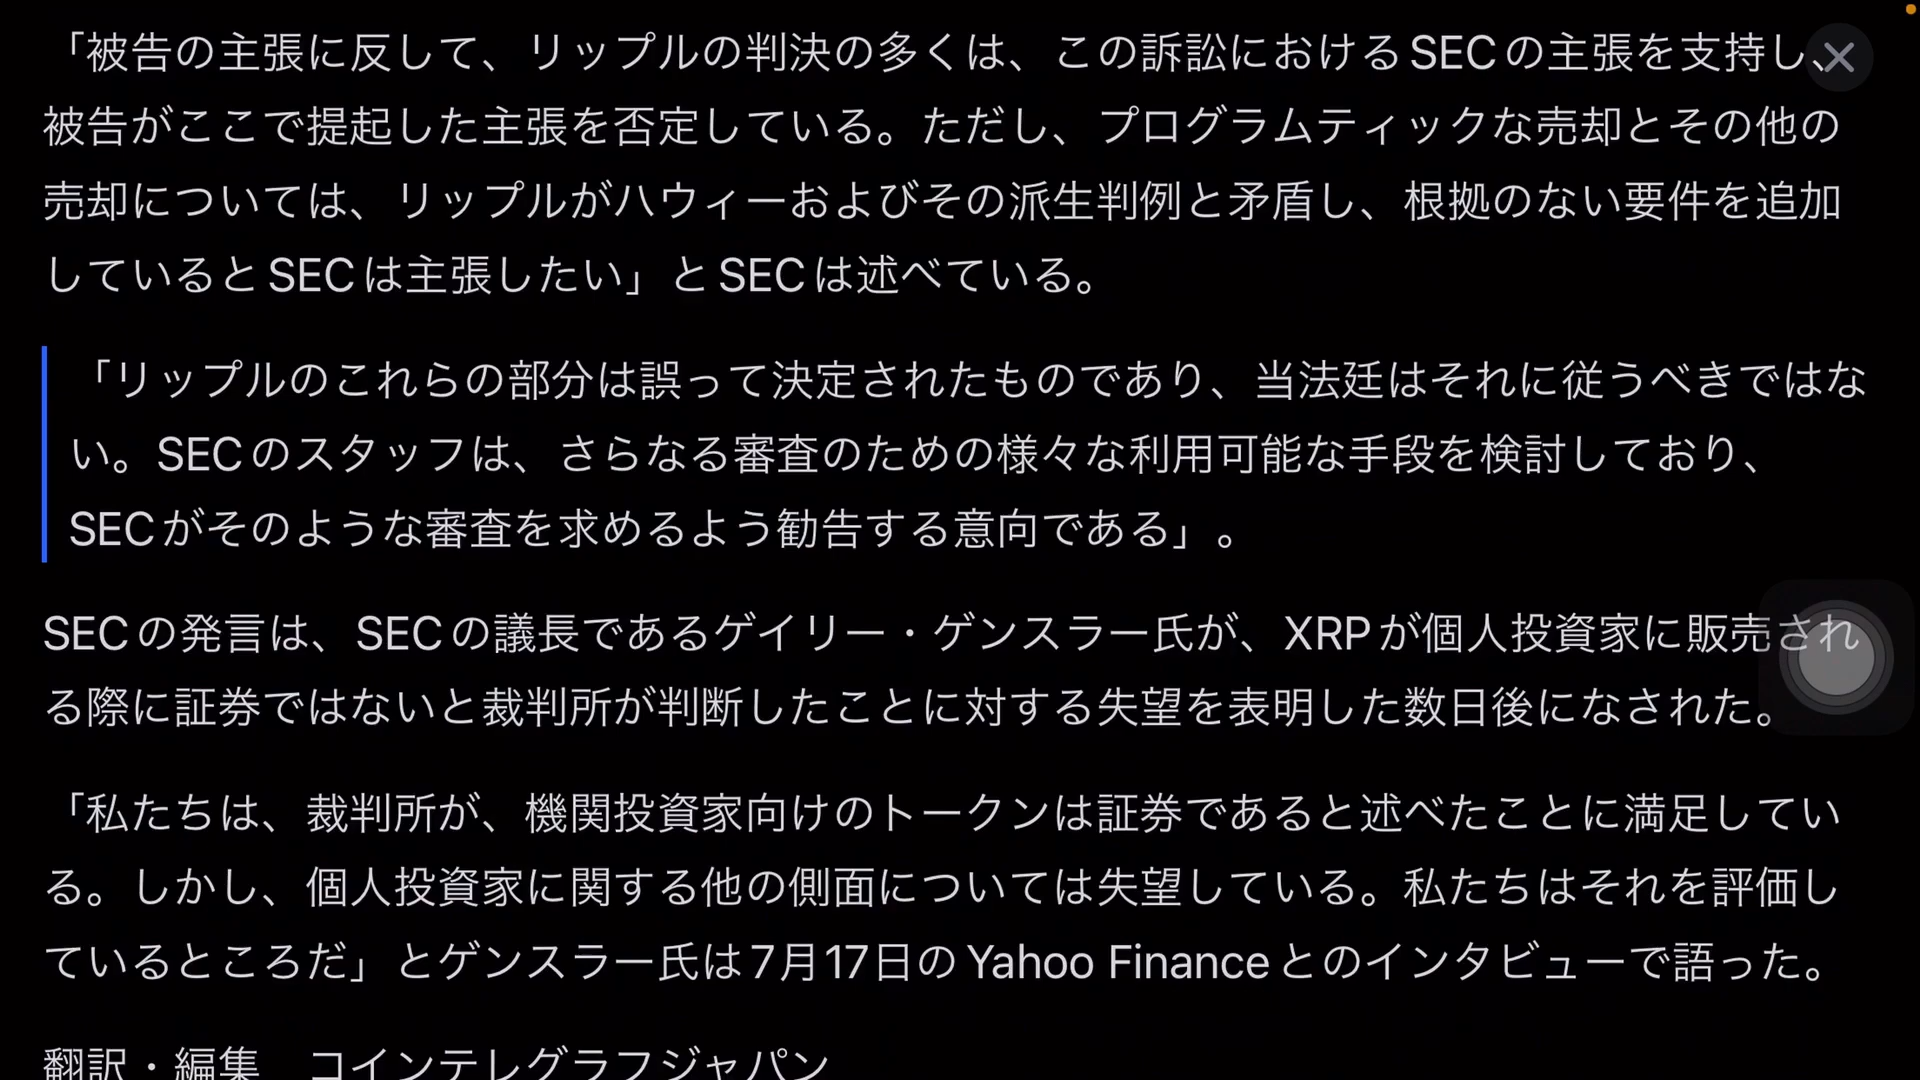 「被告の主張に反して、リップルの判決の多くは、この訴訟におけるSECの主張を支持し、
被告がここで提起した主張を否定している。ただし、プログラムティックな売却とその他の
売却については、リップルがハウィーおよびその派生判例と矛盾し、根拠のない要件を追加
しているとSECは主張したい」とSECは述べている。
「リップルのこれらの部分は誤って決定されたものであり、当法廷はそれに従うべきではな
い。SECのスタッフは、さらなる審査のための様々な利用可能な手段を検討しており、
SECがそのような審査を求めるよう勧告する意向である」。
SECの発言は、SECの議長であるゲイリー・ゲンスラー氏が、XRPが個人投資家に販売され
る際に証券ではないと裁判所が判断したことに対する失望を表明した数日後になされた。
「私たちは、裁判所が、機関投資家向けのトークンは証券であると述べたことに満足してい
る。しかし、個人投資家に関する他の側面については失望している。私たちはそれを評価し
ているところだ」とゲンスラー氏は7月17日のYahoo Financeとのインタビューで語った。
翻訳・編集　コインテレグラフジャパン